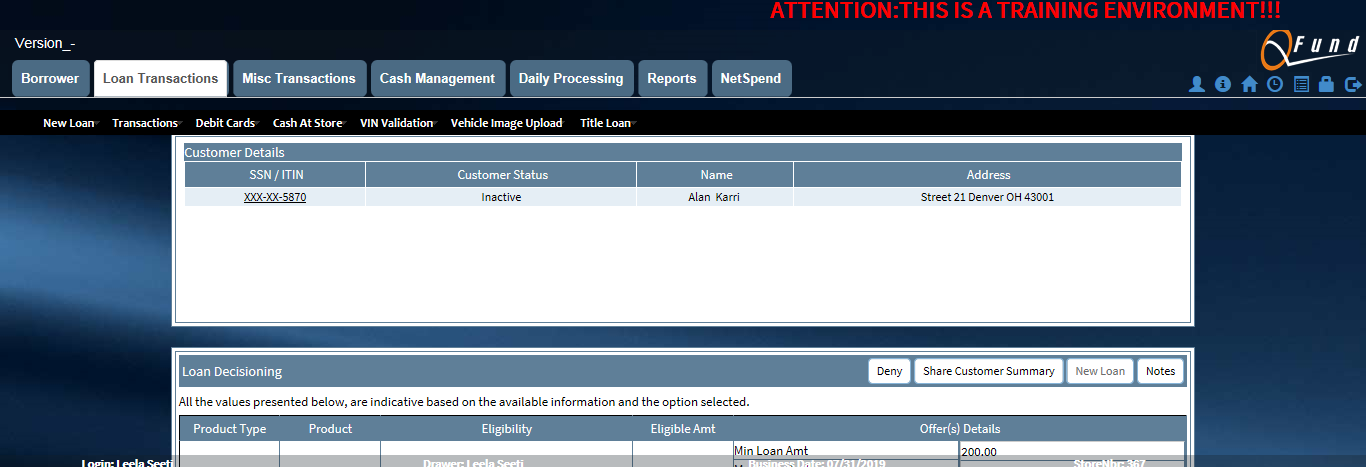 ATTENTION:THIS IS A TRAINING ENVIRONMENT!!!
Version_-
QFund
Borrower Loan Transactions Misc Transactions Cash Management Daily Processing Reports NetSpend
New Loan Transactions Debit Cards Cash At Store VIN Validation Vehicle Image Upload Title Loan
Customer Details
SSN / ITIN Customer Status Name Address
XXX-XX-5870 Inactive Alan Karri Street 21 Denver OH 43001
Loan Decisioning Deny Share Customer Summary New Loan Notes
All the values presented below, are indicative based on the available information and the option selected.
Product Type Product Eligibility Eligible Amt Offer(s) Details
Min Loan Amt 200.00
Login: Leela Seeti Drawer: Leela Seeti Business Date: 07/31/2019 StoreNbr: 367